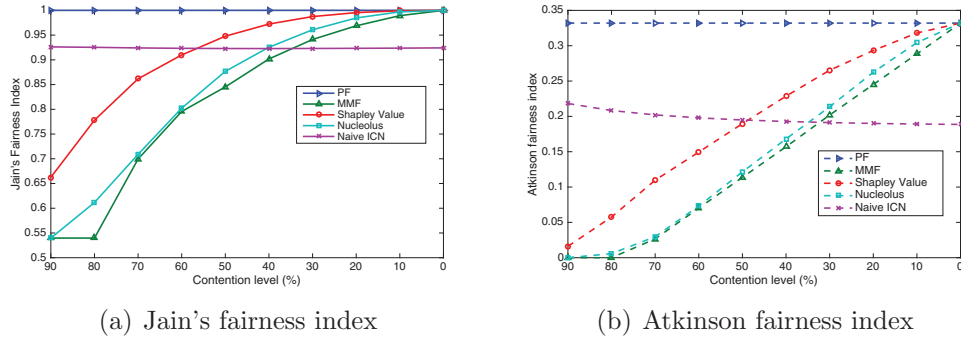 1
0.95
0.9
0.85
0.8
0.75
0.7
0.65
0.6
0.55
0.5
Jain's Fairness Index
90 80 70 60 50 40 30 20 10 0
Contention level (%)
PF
MMF
Shapley Value
Nucleolus
Naive ICN
(a) Jain's fairness index
0.35
0.3
0.25
0.2
0.15
0.1
0.05
0
Atkinson fairness index
90 80 70 60 50 40 30 20 10 0
Contention level (%)
PF
MMF
Shapley Value
Nucleolus
Naive ICN
(b) Atkinson fairness index